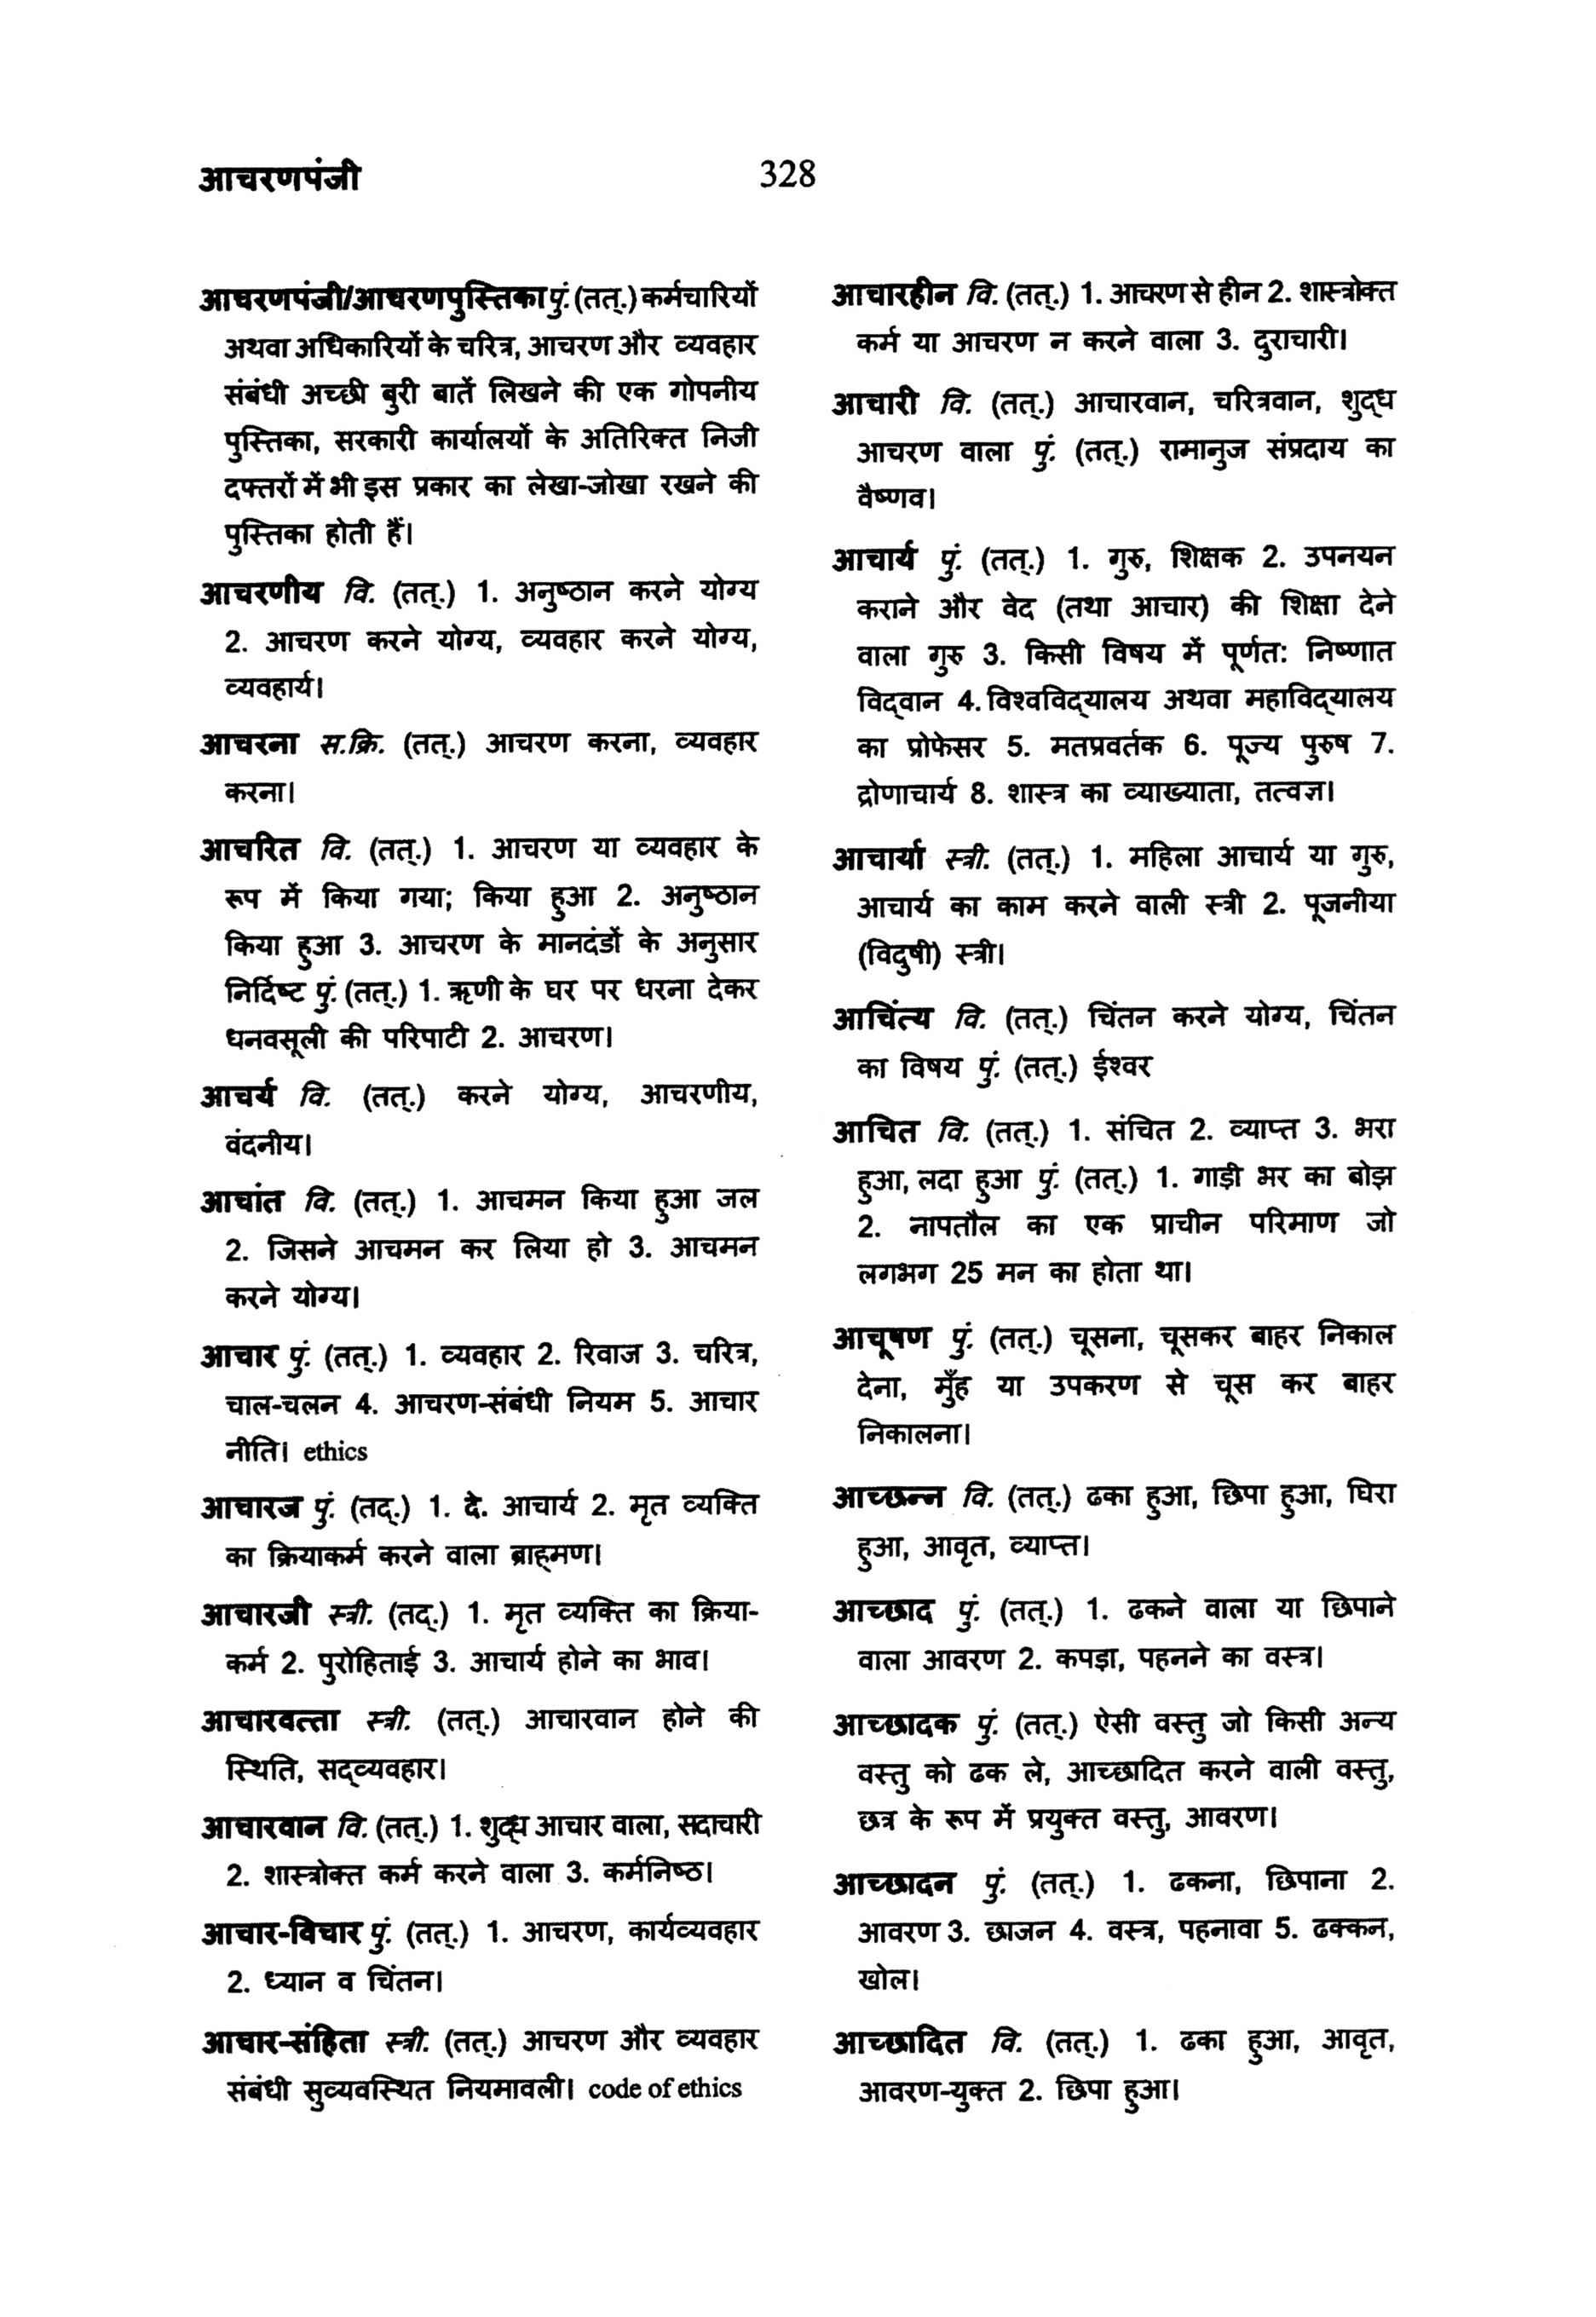 आचरणपंजी
328
आचरणपंजी/आचरणपुस्तिका पुं. (तत्.) कर्मचारियों
अथवा अधिकारियों के चरित्र, आचरण और व्यवहार
संबंधी अच्छी बुरी बातें लिखने की एक गोपनीय
पुस्तिका, सरकारी कार्यालयों के अतिरिक्त निजी
दफ्तरों में भी इस प्रकार का लेखा-जोखा रखने की
पुस्तिका होती हैं।
आचरणीय वि. (तत्.) 1. अनुष्ठान करने योग्य
2. आचरण करने योग्य, व्यवहार करने योग्य,
व्यवहार्य।
आचरना स.क्रि. (तत्.) आचरण करना, व्यवहार
करना।
आचरित वि. (तत्.) 1. आचरण या व्यवहार के
रूप में किया गया; किया हुआ 2. अनुष्ठान
किया हुआ 3. आचरण के मानदंडों के अनुसार
निर्दिष्ट पुं. (तत्.) 1. ऋणी के घर पर धरना देकर
धनवसूली की परिपाटी 2. आचरण।
आचर्य वि. (तत्.) करने योग्य, आचरणीय,
वंदनीय।
आचांत वि. (तत्.) 1. आचमन किया हुआ जल
2. जिसने आचमन कर लिया हो 3. आचमन
करने योग्य।
आचार पुं. (तत्.) 1. व्यवहार 2. रिवाज 3. चरित्र,
चाल-चलन 4. आचरण-संबंधी नियम 5. आचार
नीति। ethics
आचारज पुं. (तद्.) 1. दे. आचार्य 2. मृत व्यक्ति
का क्रियाकर्म करने वाला ब्राह्मण।
आचारजी स्त्री. (तद्.) 1. मृत व्यक्ति का क्रिया-
कर्म 2. पुरोहिताई 3. आचार्य होने का भाव।
आचारवत्ता स्त्री. (तत्.) आचारवान होने की
स्थिति, सद्व्यवहार।
आचारवान वि. (तत्.) 1. शुद्ध आचार वाला, सदाचारी
2. शास्त्रोक्त कर्म करने वाला 3. कर्मनिष्ठ।
आचार-विचार पुं. (तत्.) 1. आचरण, कार्यव्यवहार
2. ध्यान व चिंतन।
आचार-संहिता स्त्री. (तत्.) आचरण और व्यवहार
संबंधी सुव्यवस्थित नियमावली। code of ethics
आचारहीन वि. (तत्.) 1. आचरण से हीन 2. शास्त्रोक्त
कर्म या आचरण न करने वाला 3. दुराचारी।
आचारी वि. (तत्.) आचारवान, चरित्रवान, शुद्ध
आचरण वाला पुं. (तत्.) रामानुज संप्रदाय का
वैष्णव।
आचार्य पुं. (तत्.) 1. गुरु, शिक्षक 2. उपनयन
कराने और वेद (तथा आचार) की शिक्षा देने
वाला गुरु 3. किसी विषय में पूर्णत: निष्णात
विद्वान 4. विश्वविद्यालय अथवा महाविद्यालय
का प्रोफेसर 5. मतप्रवर्तक 6. पूज्य पुरुष 7.
द्रोणाचार्य 8. शास्त्र का व्याख्याता, तत्वज्ञ।
आचार्या स्त्री. (तत्.) 1. महिला आचार्य या गुरु,
आचार्य का काम करने वाली स्त्री 2. पूजनीया
(विदुषी) स्त्री।
आचिंत्य वि. (तत्.) चिंतन करने योग्य, चिंतन
का विषय पुं. (तत्.) ईश्वर
आचित वि. (तत्.) 1. संचित 2. व्याप्त 3. भरा
हुआ, लदा हुआ पुं. (तत्.) 1. गाड़ी भर का बोझ
2. नापतौल का एक प्राचीन परिमाण जो
लगभग 25 मन का होता था।
आचूषण पुं. (तत्.) चूसना, चूसकर बाहर निकाल
देना, मुँह या उपकरण से चूस कर बाहर
निकालना।
आच्छन्न वि. (तत्.) ढका हुआ, छिपा हुआ, घिरा
हुआ, आवृत, व्याप्त।
आच्छाद पुं. (तत्.) 1. ढकने वाला या छिपाने
वाला आवरण 2. कपड़ा, पहनने का वस्त्र।
आच्छादक पुं. (तत्.) ऐसी वस्तु जो किसी अन्य
वस्तु को ढक ले, आच्छादित करने वाली वस्तु,
छत्र के रूप में प्रयुक्त वस्तु, आवरण।
आच्छादन पुं. (तत्.) 1. ढकना, छिपाना 2.
आवरण 3. छाजन 4. वस्त्र, पहनावा 5. ढक्कन,
खोल।
आच्छादित वि. (तत्.) 1. ढका हुआ, आवृत,
आवरण-युक्त 2. छिपा हुआ।